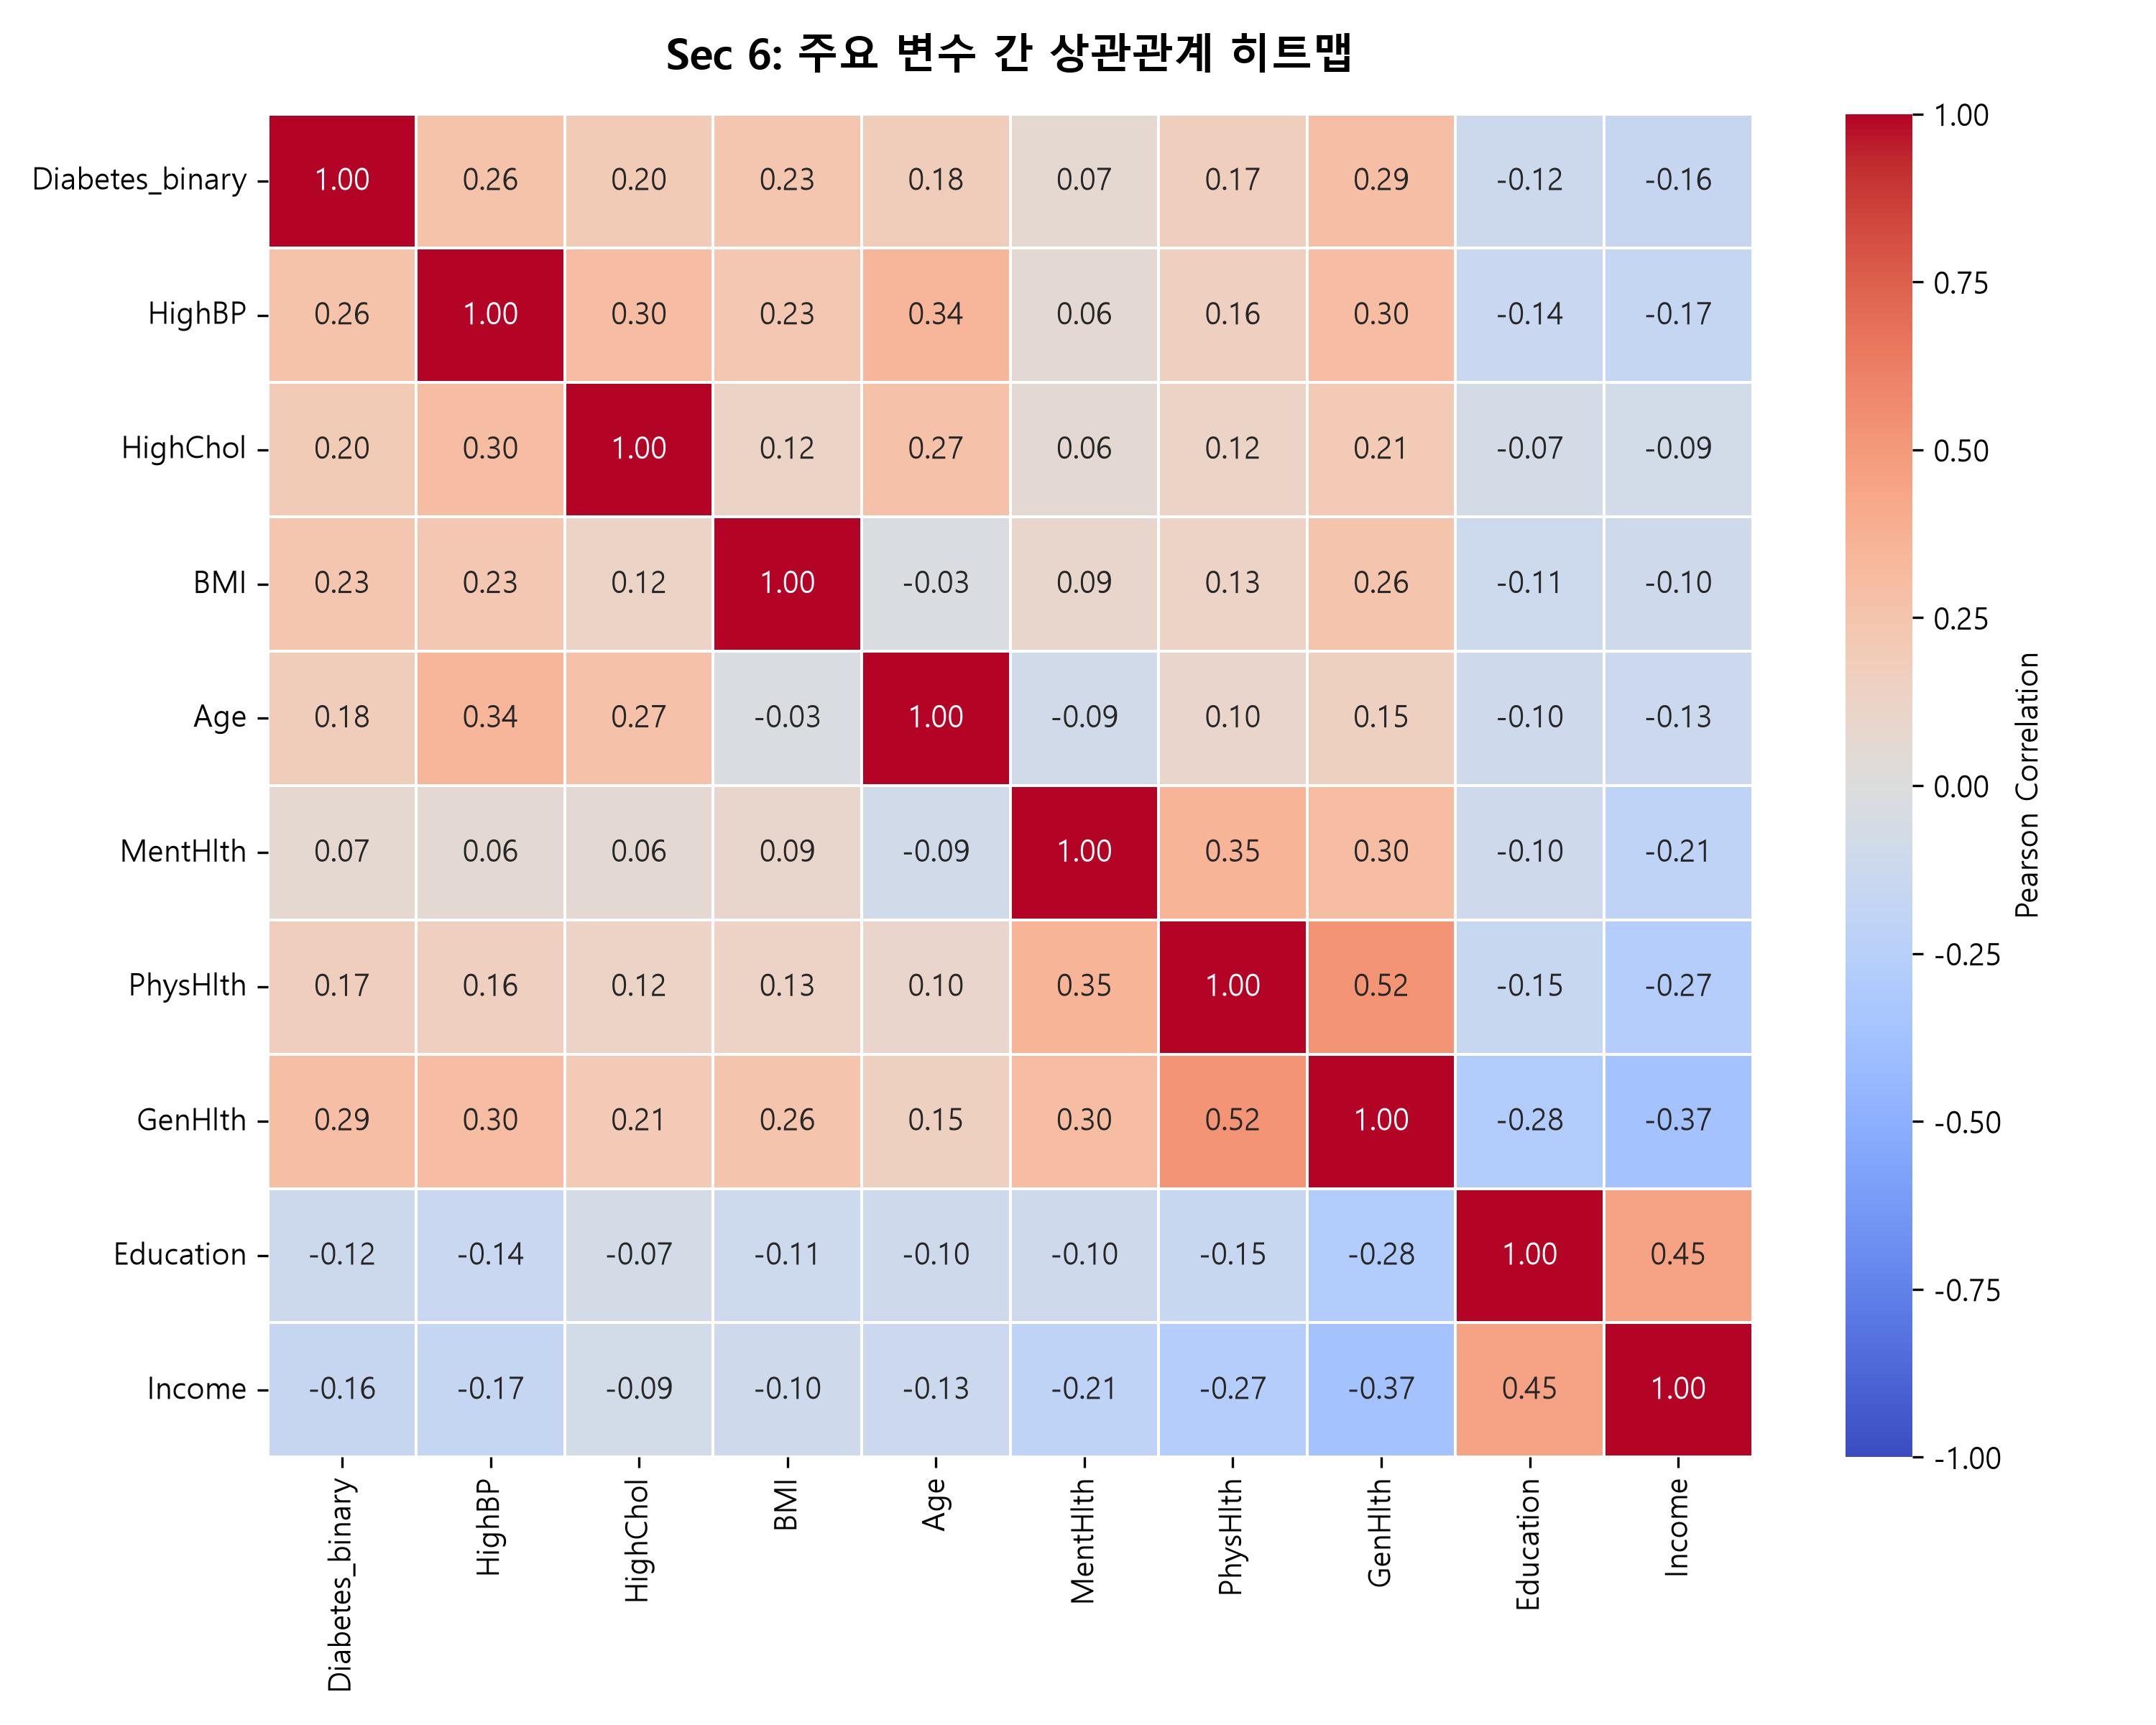 Sec 6: 주요 변수 간 상관관계 히트맵
Diabetes_binary 1.00 0.26 0.20 0.23 0.18 0.07 0.17 0.29 -0.12 -0.16
HighBP 0.26 1.00 0.30 0.23 0.34 0.06 0.16 0.30 -0.14 -0.17
HighChol 0.20 0.30 1.00 0.12 0.27 0.06 0.12 0.21 -0.07 -0.09
BMI 0.23 0.23 0.12 1.00 -0.03 0.09 0.13 0.26 -0.11 -0.10
Age 0.18 0.34 0.27 -0.03 1.00 -0.09 0.10 0.15 -0.10 -0.13
MentHlth 0.07 0.06 0.06 0.09 -0.09 1.00 0.35 0.30 -0.10 -0.21
PhysHlth 0.17 0.16 0.12 0.13 0.10 0.35 1.00 0.52 -0.15 -0.27
GenHlth 0.29 0.30 0.21 0.26 0.15 0.30 0.52 1.00 -0.28 -0.37
Education -0.12 -0.14 -0.07 -0.11 -0.10 -0.10 -0.15 -0.28 1.00 0.45
Income -0.16 -0.17 -0.09 -0.10 -0.13 -0.21 -0.27 -0.37 0.45 1.00
Diabetes_binary
HighBP
HighChol
BMI
Age
MentHlth
PhysHlth
GenHlth
Education
Income
1.00
0.75
0.50
0.25
0.00
-0.25
-0.50
-0.75
-1.00
Pearson Correlation